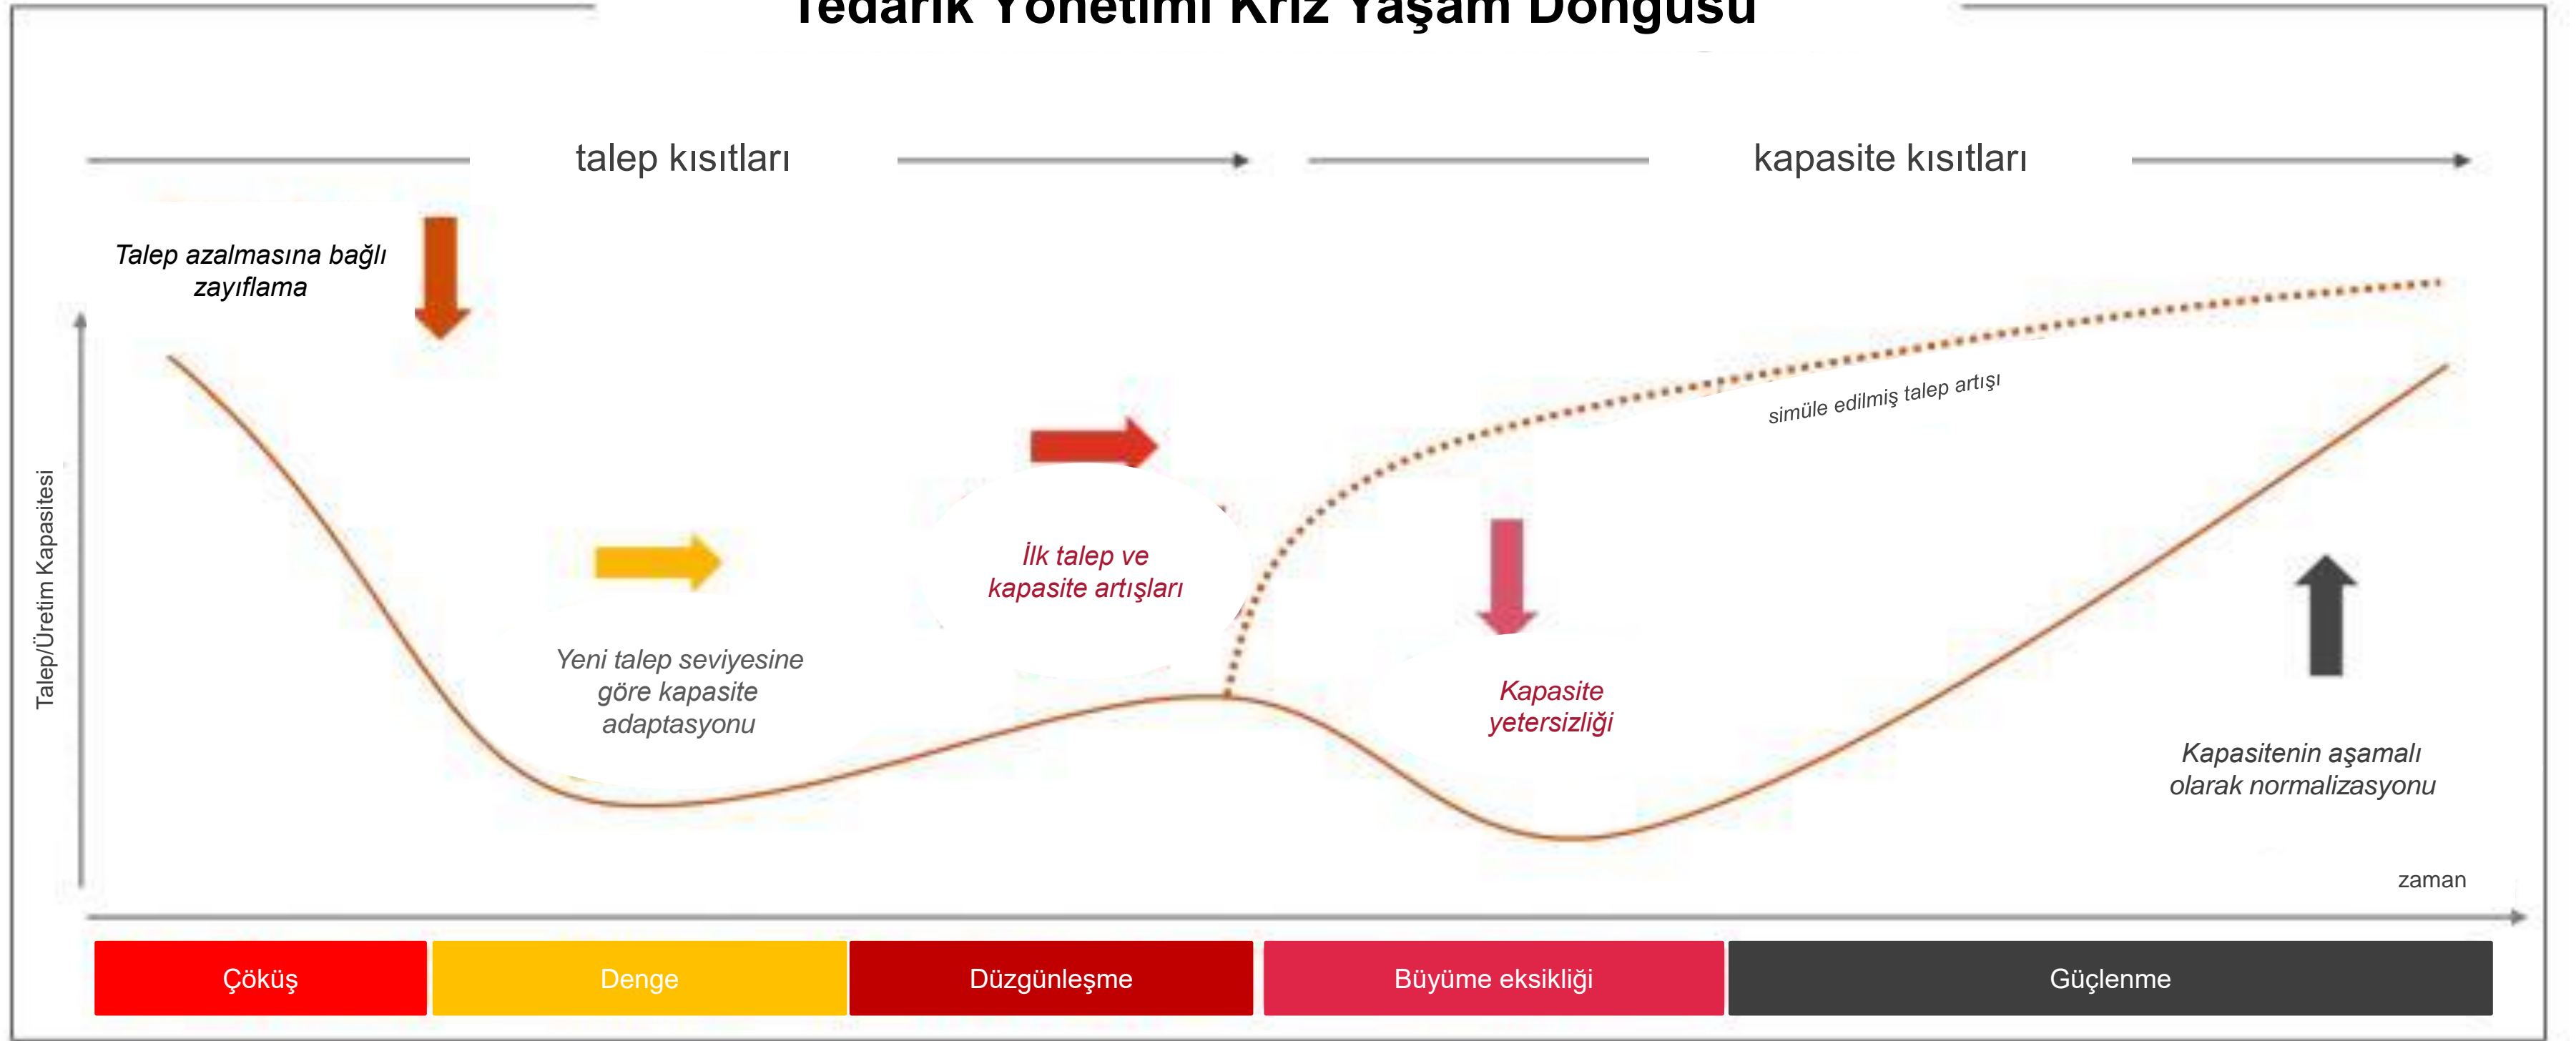 Tedarik Yönetimi Kriz Yaşam Döngüsü
talep kısıtları
kapasite kısıtları
Talep azalmasına bağlı
zayıflama
simüle edilmiş talep artışı
İlk talep ve
kapasite artışları
Yeni talep seviyesine
göre kapasite
adaptasyonu
Kapasite
yetersizliği
Kapasitenin aşamalı
olarak normalizasyonu
Talep/Üretim Kapasitesi
zaman
Çöküş
Denge
Düzgünleşme
Büyüme eksikliği
Güçlenme